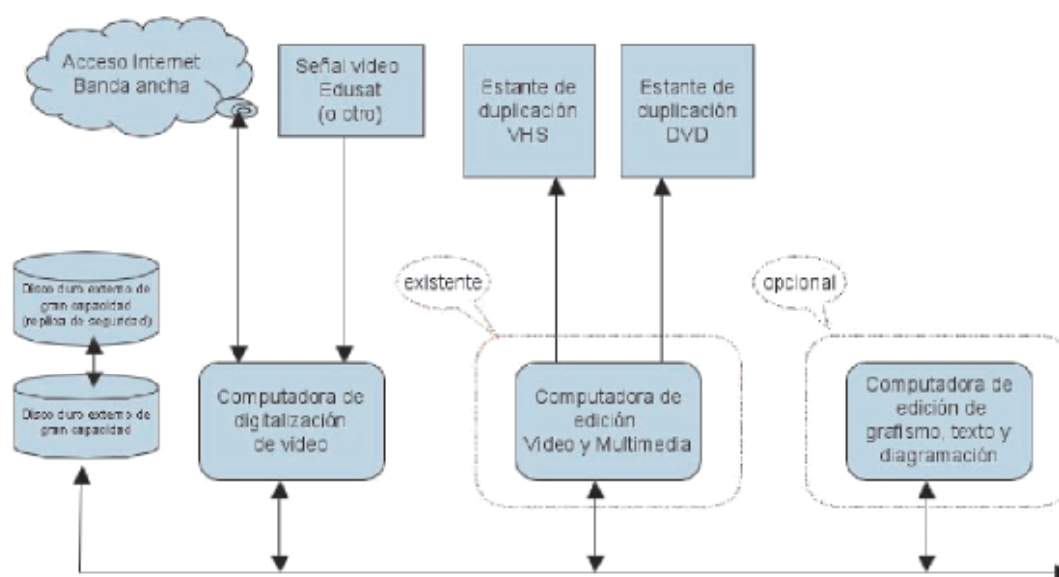 Acceso Internet
Banda ancha
Señal video
Edusat
(o otro)
Estante de
duplicación
VHS
Estante de
duplicación
DVD
existente
opcional
Disco duro externo de
gran capacidad
(replica de seguridad)
Disco duro externo de
gran capacidad
Computadora de
digitalización
de video
Computadora de
edición
Video y Multimedia
Computadora de
edición de
grafismo, texto y
diagramación